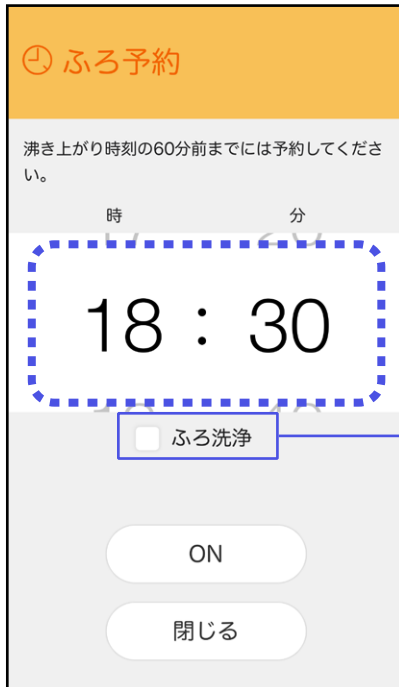 ふろ予約
沸き上がり時刻の60分前までには予約してくださ
い。
時 分
18 : 30
ふろ洗浄
ON
閉じる